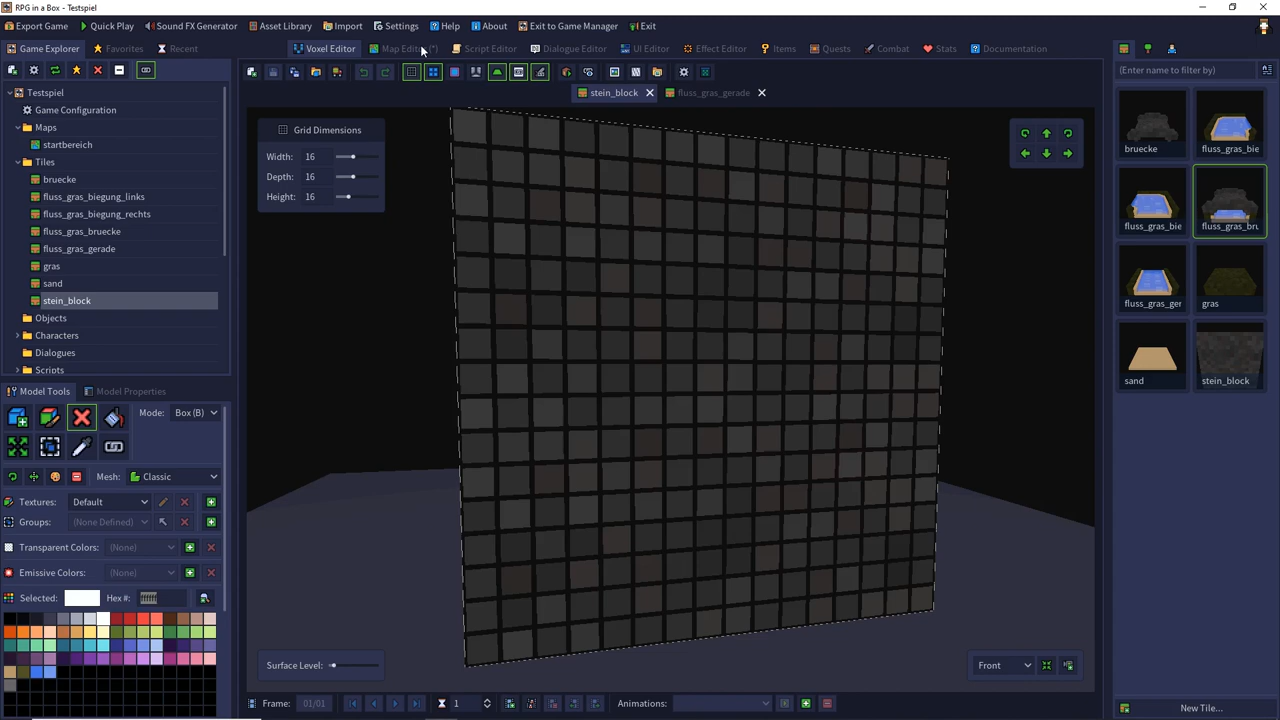 RPG in a Box - Testspiel
Export Game Quick Play Sound FX Generator Asset Library Import Settings Help About Exit to Game Manager Exit
Game Explorer Favorites Recent Voxel Editor Map Editor (*) Script Editor Dialogue Editor UI Editor Effect Editor Items Quests Combat Stats Documentation
(Enter name to filter by)
Testspiel
Game Configuration
Maps
startbereich
Tiles
bruecke
fluss_gras_biegung_links
fluss_gras_biegung_rechts
fluss_gras_bruecke
fluss_gras_gerade
gras
sand
stein_block
Objects
Characters
Dialogues
Scripts
stein_block fluss_gras_gerade
Grid Dimensions
Width: 16
Depth: 16
Height: 16
bruecke fluss_gras_bie
fluss_gras_bie fluss_gras_bru
fluss_gras_ger gras
sand stein_block
Model Tools Model Properties
Mode: Box (B)
Mesh: Classic
Textures: Default
Groups: (None Defined)
Transparent Colors: (None)
Emissive Colors: (None)
Selected: Hex #: ffffff
Surface Level:
Front
Frame: 01/01 1 Animations:
New Tile...